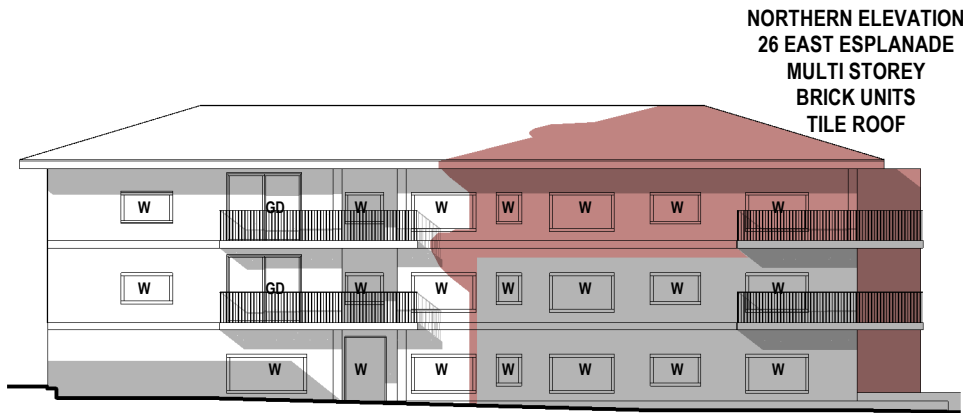 NORTHERN ELEVATION
26 EAST ESPLANADE
MULTI STOREY
BRICK UNITS
TILE ROOF
W GD W W W W W W
W GD W W W W W W
W W W W W W W